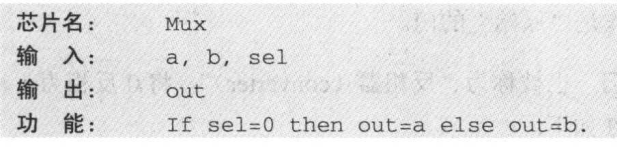 芯片名: Mux
输 入: a, b, sel
输 出: out
功 能: If sel=0 then out=a else out=b.